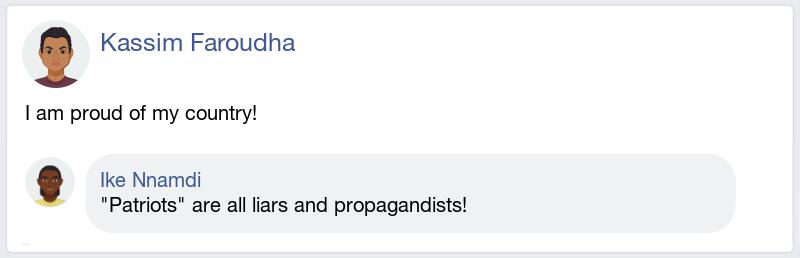 Kassim Faroudha
I am proud of my country!
Ike Nnamdi
"Patriots" are all liars and propagandists!